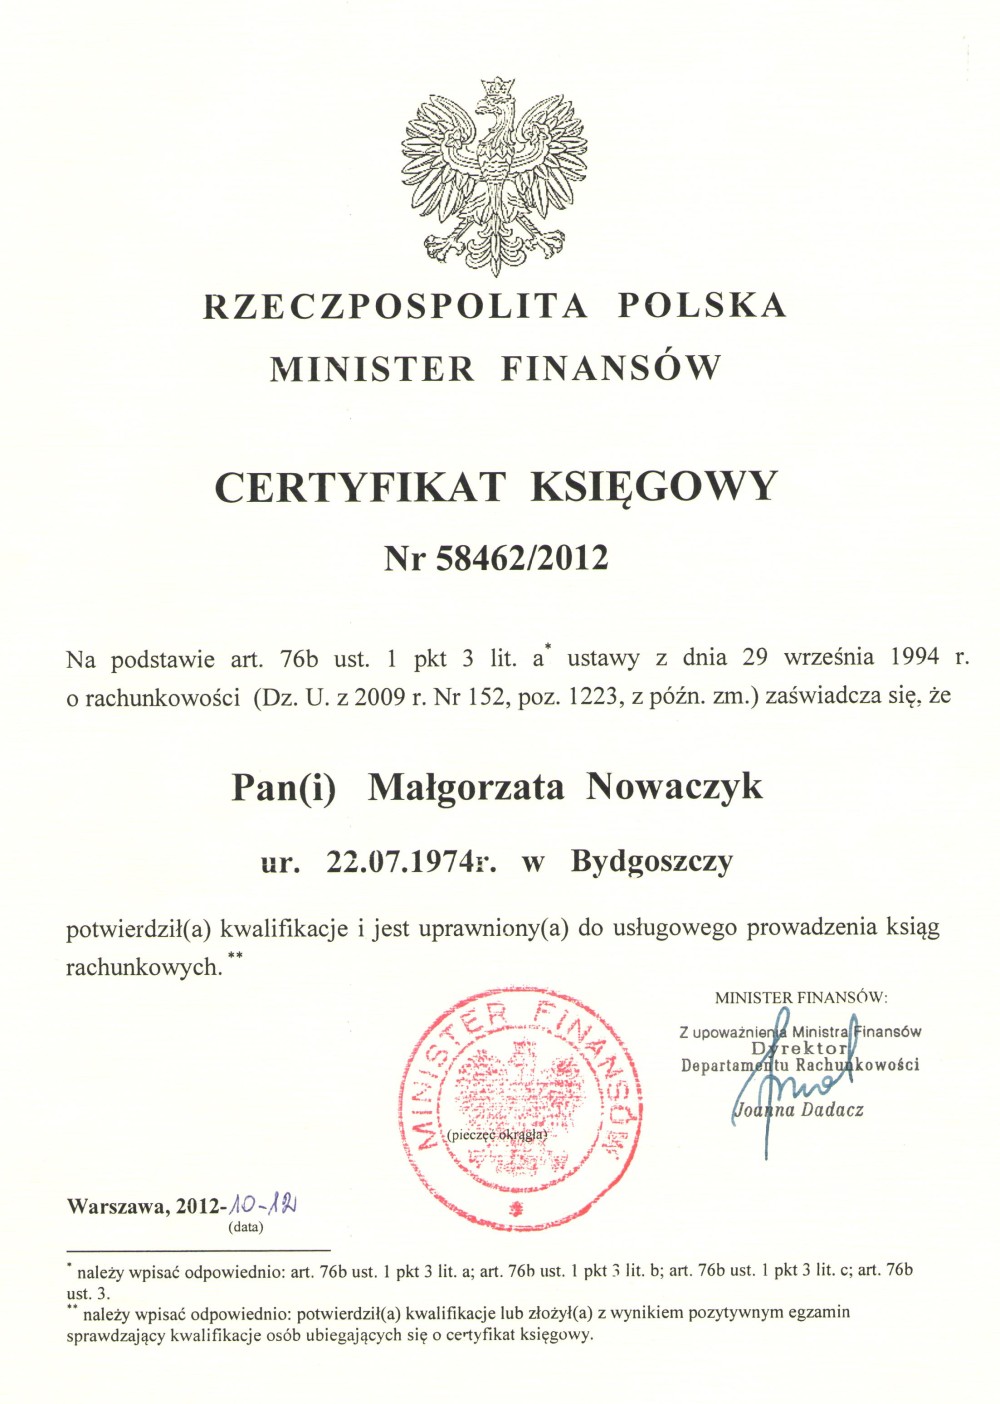 RZECZPOSPOLITA POLSKA
MINISTER FINANSÓW
CERTYFIKAT KSIĘGOWY
Nr 58462/2012
Na podstawie art. 76b ust. 1 pkt 3 lit. a* ustawy z dnia 29 września 1994 r.
o rachunkowości (Dz. U. z 2009 r. Nr 152, poz. 1223, z późn. zm.) zaświadcza się, że
Pan(i) Małgorzata Nowaczyk
ur. 22.07.1974r. w Bydgoszczy
potwierdził(a) kwalifikacje i jest uprawniony(a) do usługowego prowadzenia ksiąg
rachunkowych.**
MINISTER FINANSÓW:
Z upoważnienia Ministra Finansów
Dyrektor
Departamentu Rachunkowości
Joanna Dadacz
MINISTER FINANSÓW
(pieczęć okrągła)
Warszawa, 2012-10-12
(data)
* należy wpisać odpowiednio: art. 76b ust. 1 pkt 3 lit. a; art. 76b ust. 1 pkt 3 lit. b; art. 76b ust. 1 pkt 3 lit. c; art. 76b
ust. 3.
** należy wpisać odpowiednio: potwierdził(a) kwalifikacje lub złożył(a) z wynikiem pozytywnym egzamin
sprawdzający kwalifikacje osób ubiegających się o certyfikat księgowy.